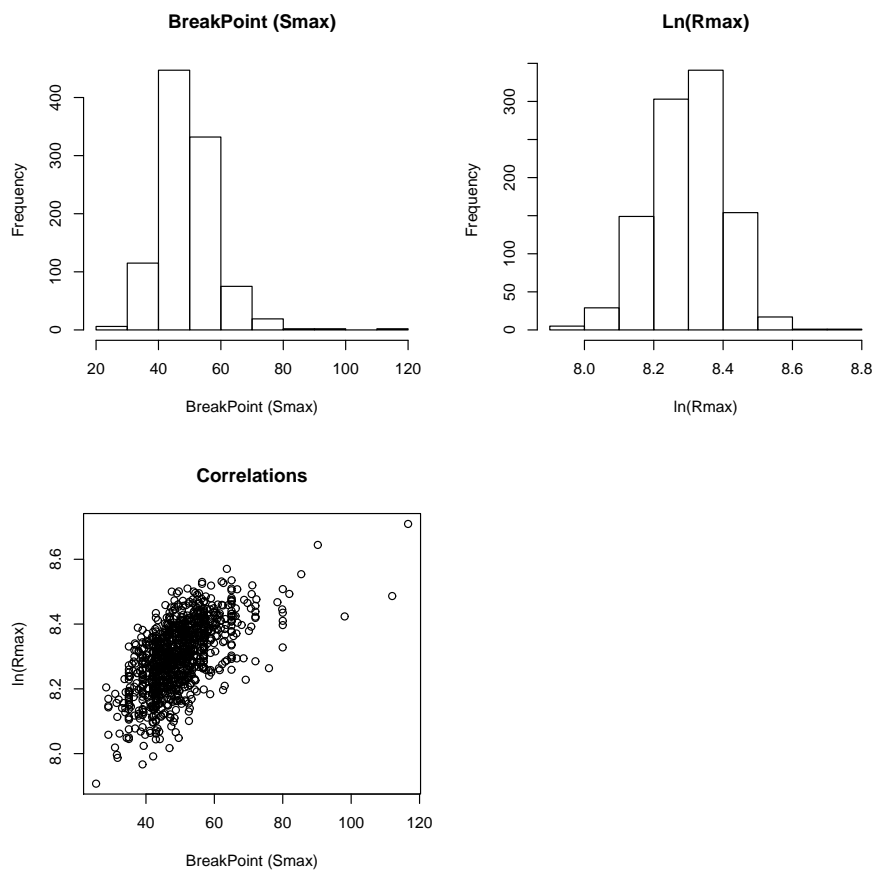 BreakPoint (Smax)
Frequency
400
300
200
100
0
20 40 60 80 100 120
BreakPoint (Smax)
Ln(Rmax)
Frequency
300
200
100
50
0
8.0 8.2 8.4 8.6 8.8
ln(Rmax)
Correlations
ln(Rmax)
8.6
8.4
8.2
8.0
40 60 80 100 120
BreakPoint (Smax)